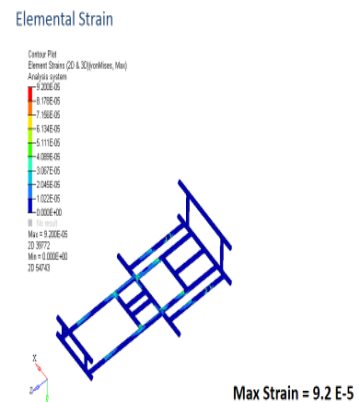 Elemental Strain
Contour Plot
Element Strains (2D & 3D)(vonMises, Max)
Analysis system
9.200E-05
8.178E-05
7.156E-05
6.134E-05
5.111E-05
4.089E-05
3.067E-05
2.045E-05
1.022E-05
0.000E+00
No result
Max = 9.200E-05
2D 39772
Min = 0.000E+00
2D 54743
X
Z
Max Strain = 9.2 E-5